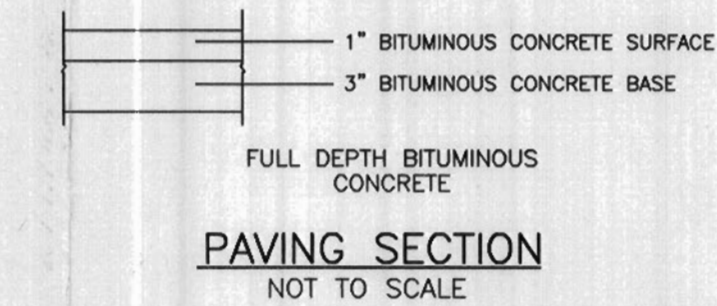 1" BITUMINOUS CONCRETE SURFACE
3" BITUMINOUS CONCRETE BASE
FULL DEPTH BITUMINOUS
CONCRETE
PAVING SECTION
NOT TO SCALE